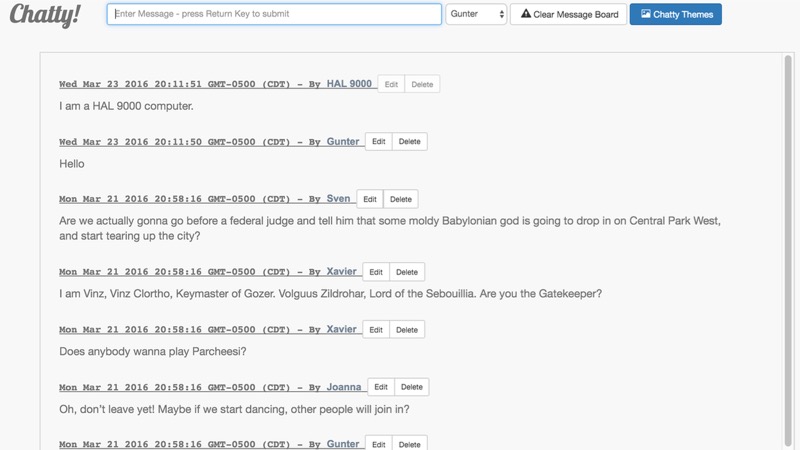 Chatty!
Enter Message - press Return Key to submit
Gunter
Clear Message Board
Chatty Themes
Wed Mar 23 2016 20:11:51 GMT-0500 (CDT) - By HAL 9000 Edit Delete
I am a HAL 9000 computer.
Wed Mar 23 2016 20:11:50 GMT-0500 (CDT) - By Gunter Edit Delete
Hello
Mon Mar 21 2016 20:58:16 GMT-0500 (CDT) - By Sven Edit Delete
Are we actually gonna go before a federal judge and tell him that some moldy Babylonian god is going to drop in on Central Park West,
and start tearing up the city?
Mon Mar 21 2016 20:58:16 GMT-0500 (CDT) - By Xavier Edit Delete
I am Vinz, Vinz Clortho, Keymaster of Gozer. Volguus Zildrohar, Lord of the Sebouillia. Are you the Gatekeeper?
Mon Mar 21 2016 20:58:16 GMT-0500 (CDT) - By Xavier Edit Delete
Does anybody wanna play Parcheesi?
Mon Mar 21 2016 20:58:16 GMT-0500 (CDT) - By Joanna Edit Delete
Oh, don't leave yet! Maybe if we start dancing, other people will join in?
Mon Mar 21 2016 20:58:16 GMT-0500 (CDT) - By Gunter Edit Delete